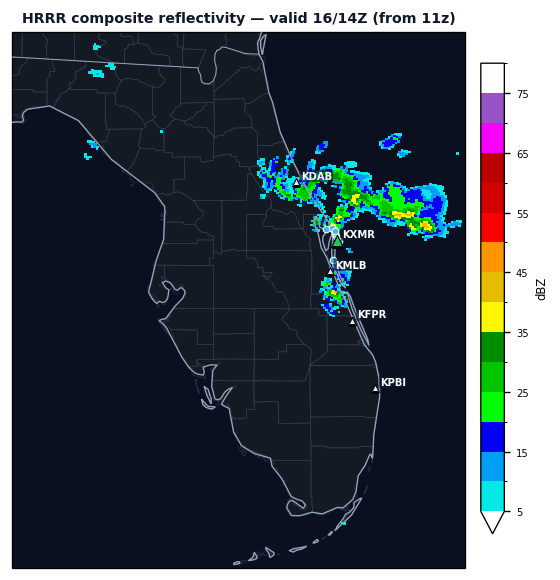 HRRR composite reflectivity — valid 16/14Z (from 11z)
KDAB
KXMR
KMLB
KFPR
KPBI
75
65
55
45
35
25
15
5
dBZ